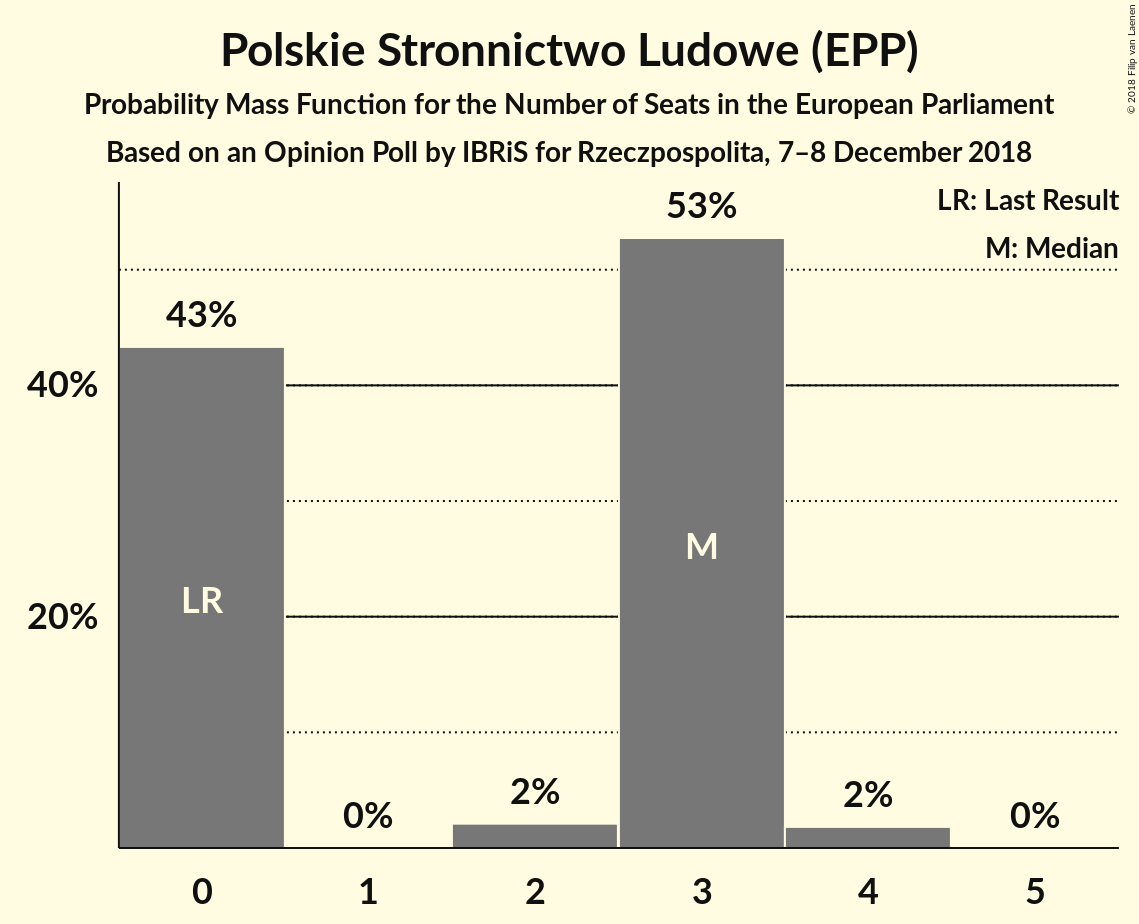 Polskie Stronnictwo Ludowe (EPP)
Probability Mass Function for the Number of Seats in the European Parliament
Based on an Opinion Poll by IBRiS for Rzeczpospolita, 7–8 December 2018
© 2018 Filip van Laenen
LR: Last Result
M: Median
53%
43%
40%
M
LR
20%
2%
2%
0%
0%
0 1 2 3 4 5